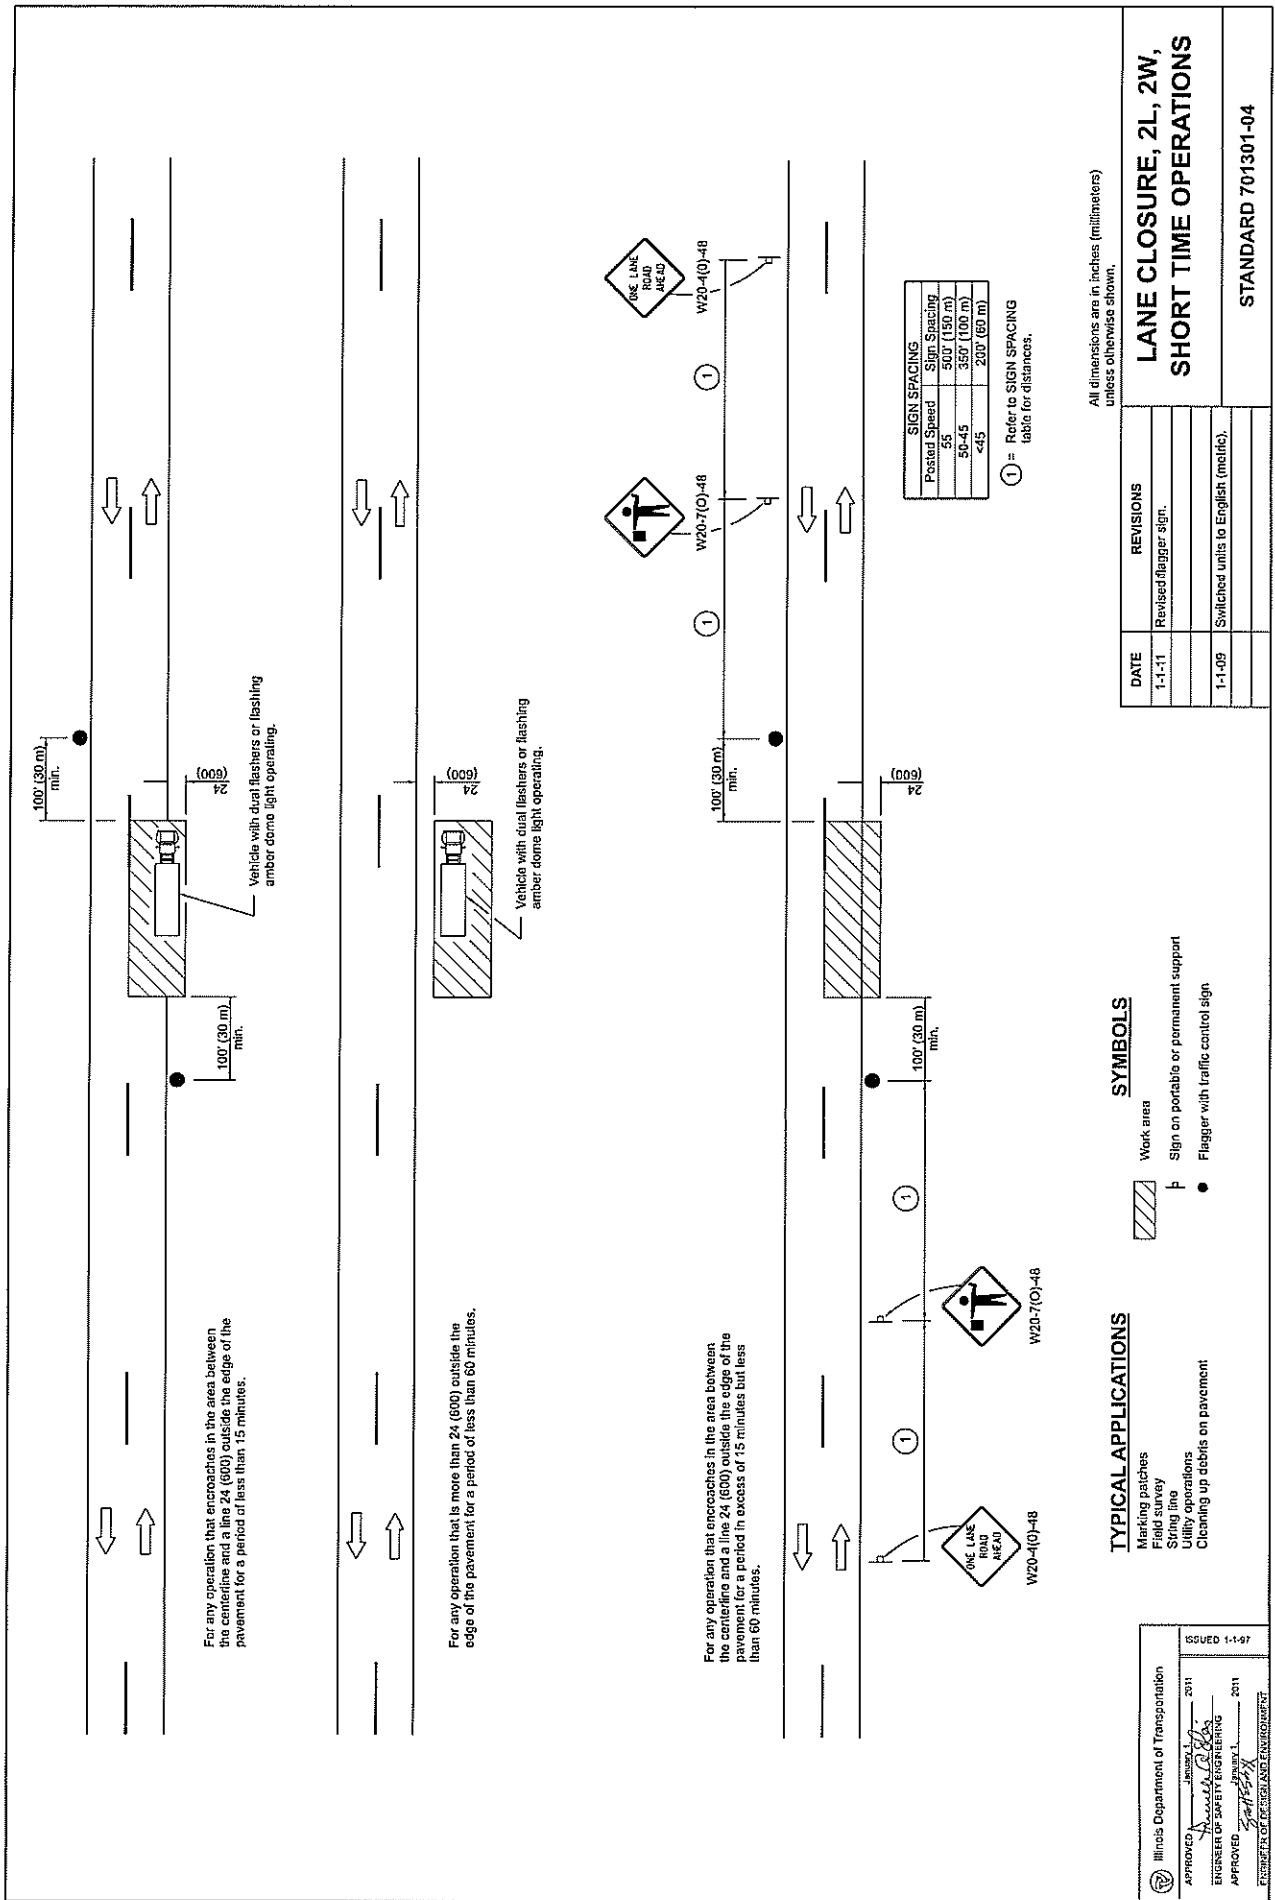 100' (30 m)
min.
Vehicle with dual flashers or flashing
amber dome light operating.
24
(600)
100' (30 m)
min.
For any operation that encroaches in the area between
the centerline and a line 24 (600) outside the edge of the
pavement for a period of less than 15 minutes.
Vehicle with dual flashers or flashing
amber dome light operating.
24
(600)
For any operation that is more than 24 (600) outside the
edge of the pavement for a period of less than 60 minutes.
ONE LANE
ROAD
AHEAD
W20-4(O)-48
W20-7(O)-48
1
1
100' (30 m)
min.
24
(600)
100' (30 m)
min.
For any operation that encroaches in the area between
the centerline and a line 24 (600) outside the edge of the
pavement for a period in excess of 15 minutes but less
than 60 minutes.
1
1
W20-7(O)-48
ONE LANE
ROAD
AHEAD
W20-4(O)-48
SIGN SPACING
Posted Speed Sign Spacing
55 500' (150 m)
50-45 350' (100 m)
<45 200' (60 m)
1 = Refer to SIGN SPACING
table for distances.
TYPICAL APPLICATIONS
Marking patches
Field survey
String line
Utility operations
Cleaning up debris on pavement
SYMBOLS
Work area
Sign on portable or permanent support
Flagger with traffic control sign
All dimensions are in inches (millimeters)
unless otherwise shown.
Illinois Department of Transportation
APPROVED January 1, 2011
ENGINEER OF SAFETY ENGINEERING
APPROVED January 1, 2011
ENGINEER OF DESIGN AND ENVIRONMENT
ISSUED 1-1-97
DATE REVISIONS
1-1-11 Revised flagger sign.
1-1-09 Switched units to English (metric).
LANE CLOSURE, 2L, 2W,
SHORT TIME OPERATIONS
STANDARD 701301-04